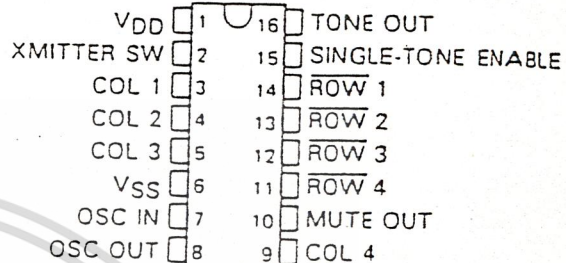 VDD 1 16 TONE OUT
XMITTER SW 2 15 SINGLE-TONE ENABLE
COL 1 3 14 ROW 1
COL 2 4 13 ROW 2
COL 3 5 12 ROW 3
VSS 6 11 ROW 4
OSC IN 7 10 MUTE OUT
OSC OUT 8 9 COL 4